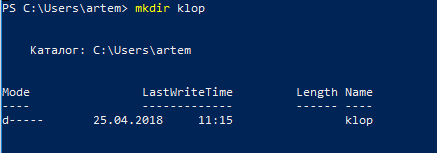 PS C:\Users\artem> mkdir klop
Каталог: C:\Users\artem
Mode LastWriteTime Length Name
---- ------------- ------ ----
d----- 25.04.2018 11:15 klop